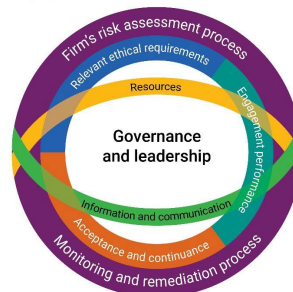 Firm's risk assessment process
Relevant ethical requirements
Resources
Engagement performance
Governance
and leadership
Information and communication
Acceptance and continuance
Monitoring and remediation process